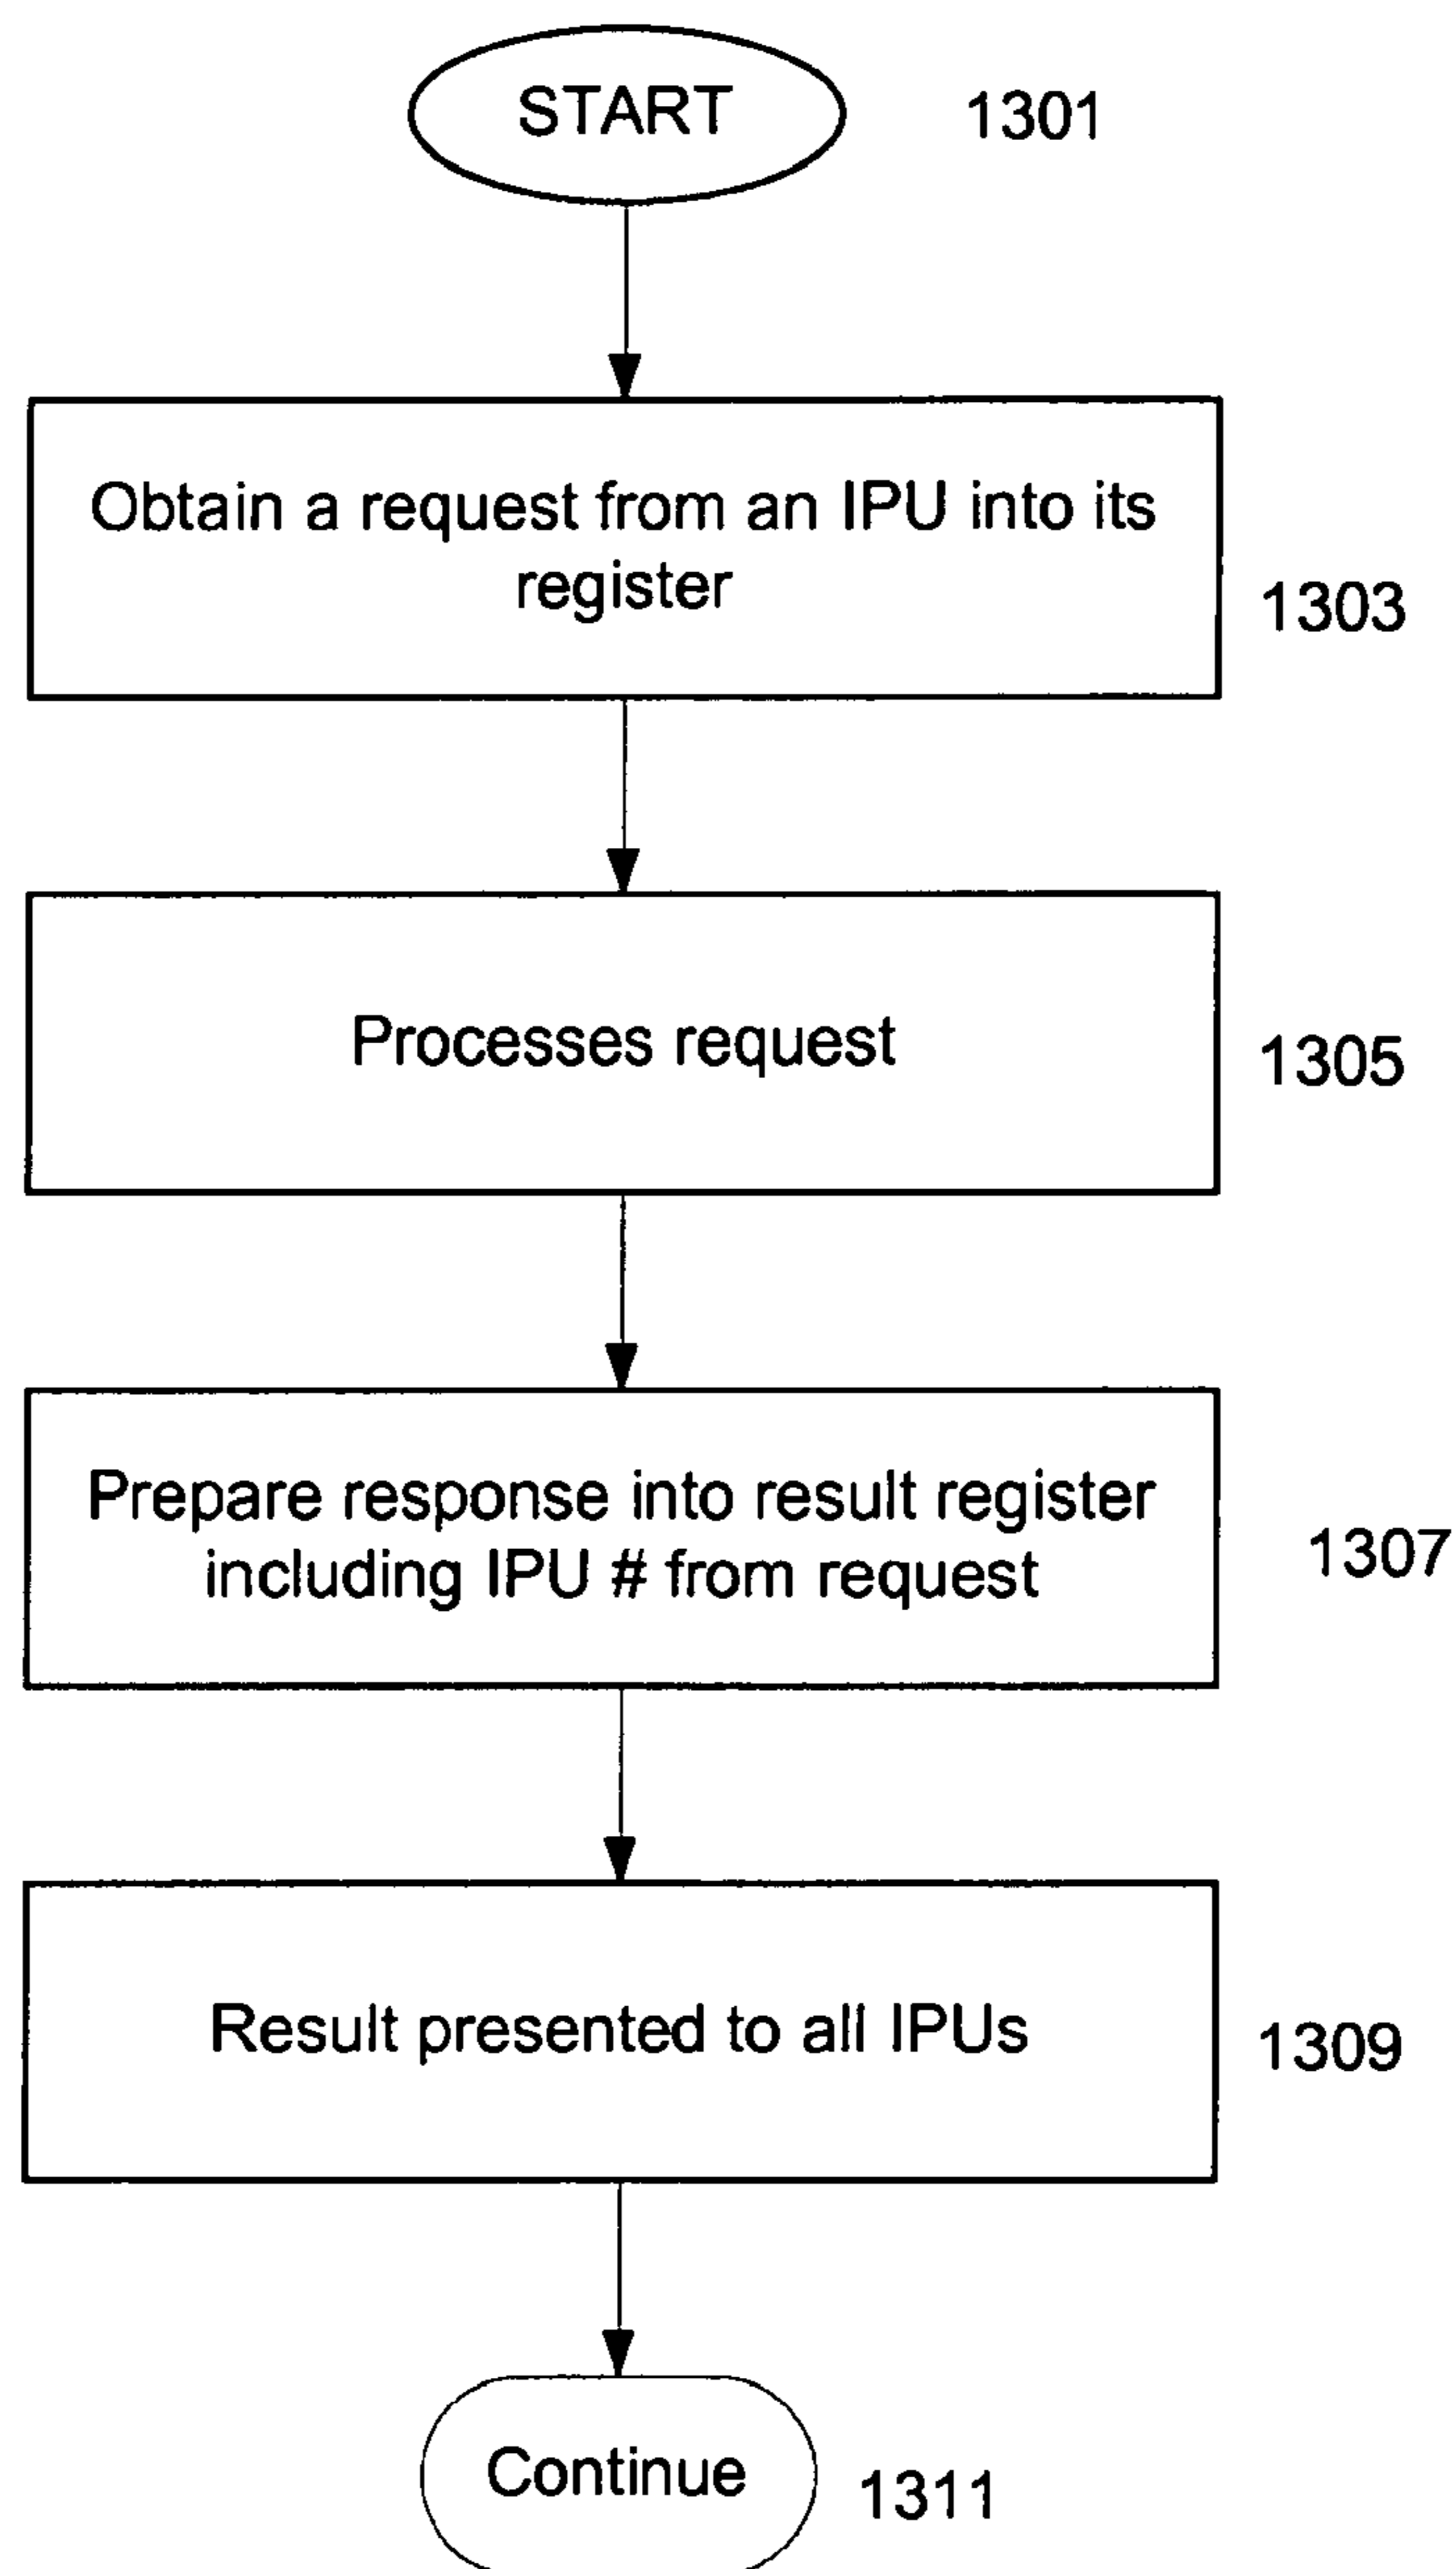 START
1301
Obtain a request from an IPU into its
register
1303
Processes request
1305
Prepare response into result register
including IPU # from request
1307
Result presented to all IPUs
1309
Continue
1311